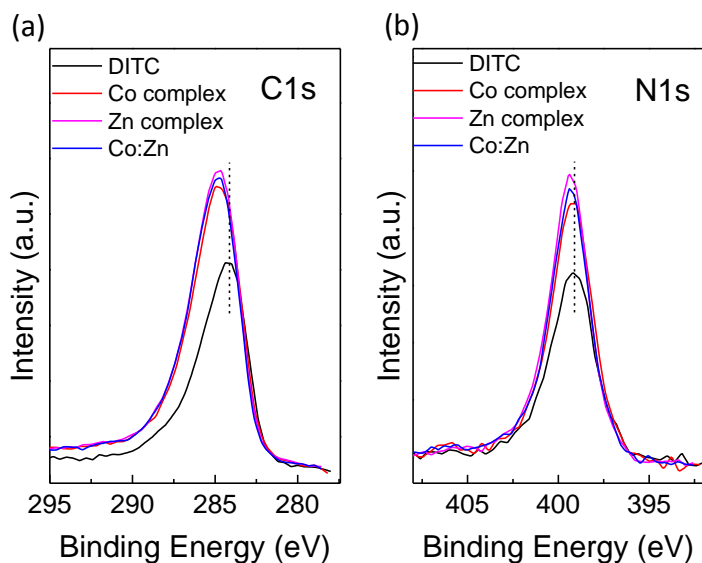 (a)
DITC
Co complex
Zn complex
Co:Zn
C1s
Intensity (a.u.)
295 290 285 280
Binding Energy (eV)
(b)
DITC
Co complex
Zn complex
Co:Zn
N1s
Intensity (a.u.)
405 400 395
Binding Energy (eV)